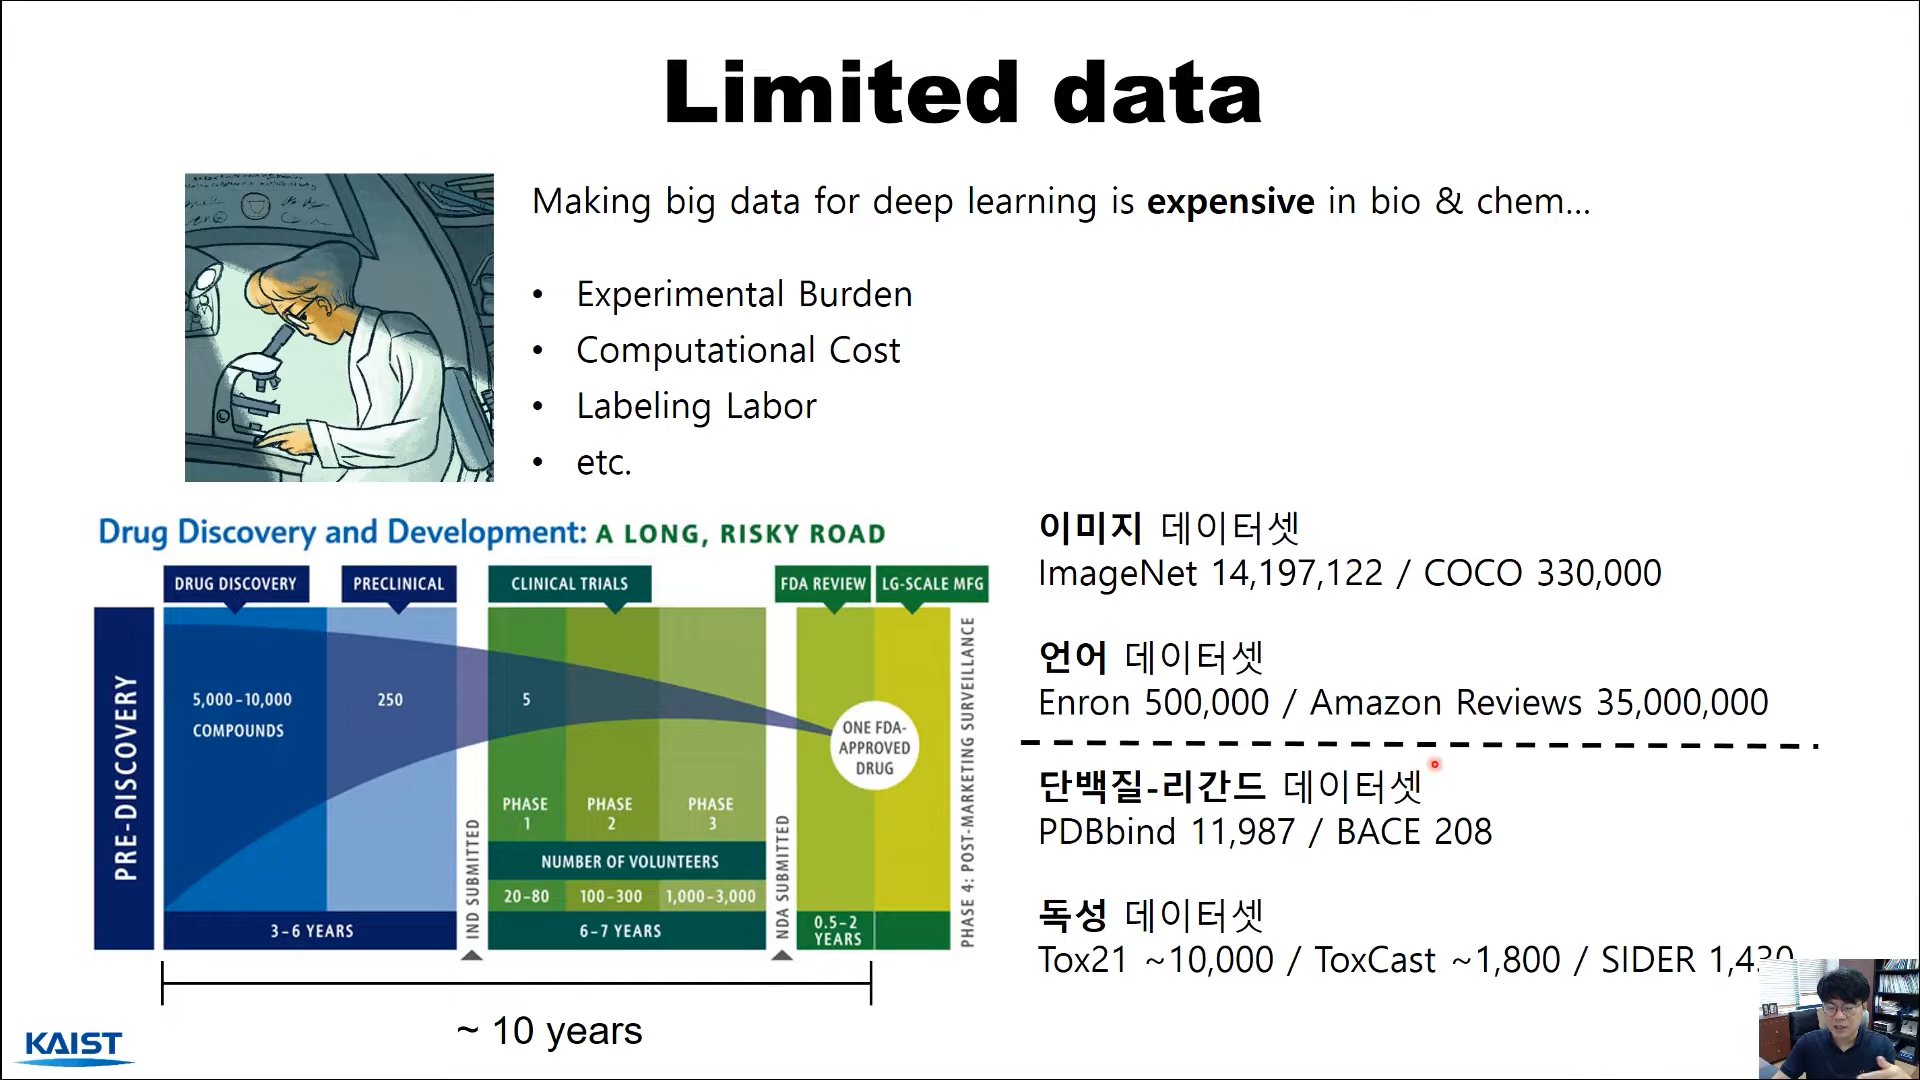 Limited data
Making big data for deep learning is expensive in bio & chem...
• Experimental Burden
• Computational Cost
• Labeling Labor
• etc.
Drug Discovery and Development: A LONG, RISKY ROAD
DRUG DISCOVERY
PRECLINICAL
CLINICAL TRIALS
FDA REVIEW
LG-SCALE MFG
PRE-DISCOVERY
5,000–10,000
COMPOUNDS
250
5
ONE FDA-
APPROVED
DRUG
PHASE
1
PHASE
2
PHASE
3
NUMBER OF VOLUNTEERS
20–80
100–300
1,000–3,000
3–6 YEARS
IND SUBMITTED
6–7 YEARS
NDA SUBMITTED
0.5–2
YEARS
PHASE 4: POST-MARKETING SURVEILLANCE
~ 10 years
이미지 데이터셋
ImageNet 14,197,122 / COCO 330,000
언어 데이터셋
Enron 500,000 / Amazon Reviews 35,000,000
단백질-리간드 데이터셋
PDBbind 11,987 / BACE 208
독성 데이터셋
Tox21 ~10,000 / ToxCast ~1,800 / SIDER 1,430
KAIST